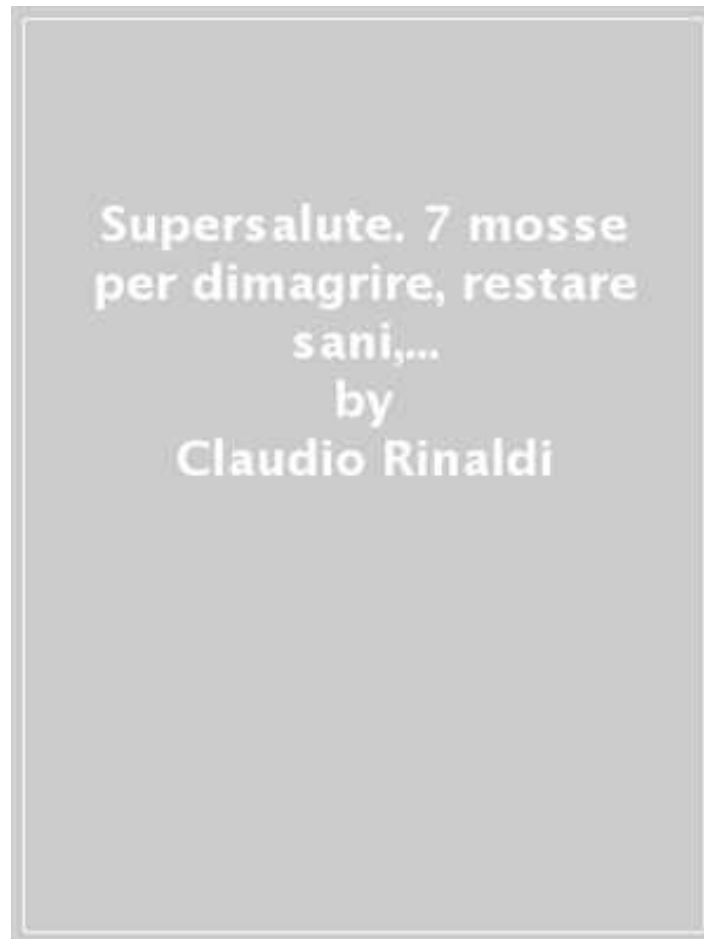 Supersalute. 7 mosse
per dimagrire, restare
sani,...
by
Claudio Rinaldi